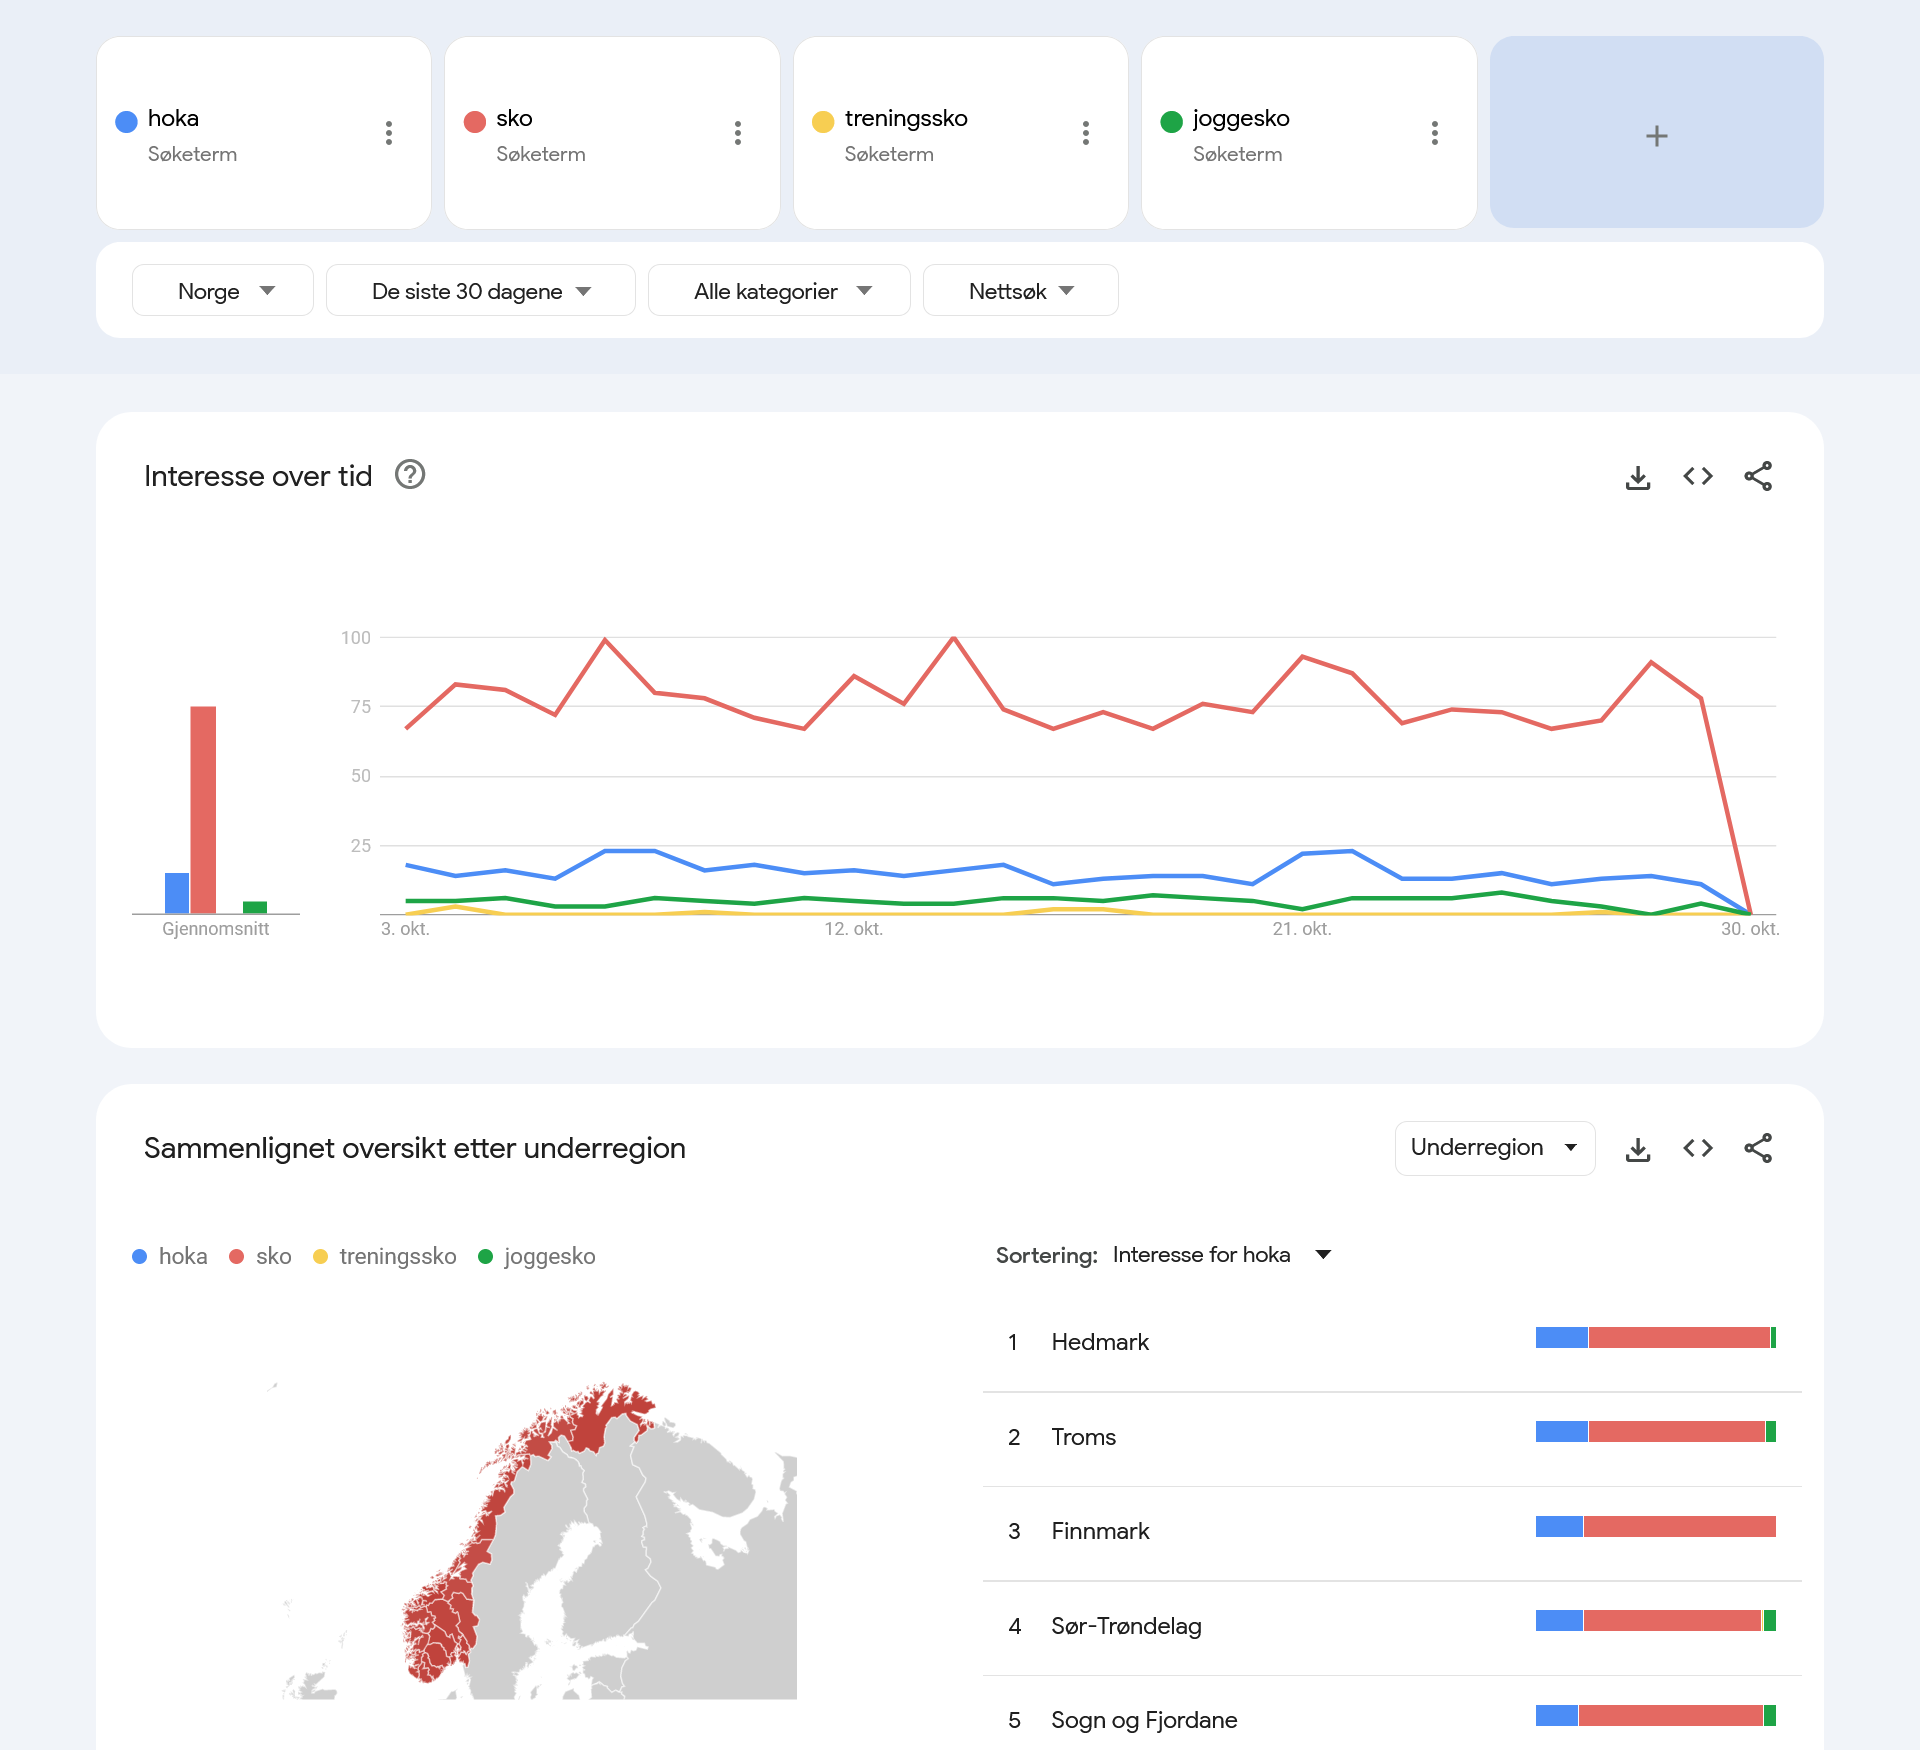 hoka
Søketerm
sko
Søketerm
treningssko
Søketerm
joggesko
Søketerm
+
Norge
De siste 30 dagene
Alle kategorier
Nettsøk
Interesse over tid
100
75
50
25
Gjennomsnitt
3. okt.
12. okt.
21. okt.
30. okt.
Sammenlignet oversikt etter underregion
Underregion
hoka
sko
treningssko
joggesko
Sortering: Interesse for hoka
1 Hedmark
2 Troms
3 Finnmark
4 Sør-Trøndelag
5 Sogn og Fjordane